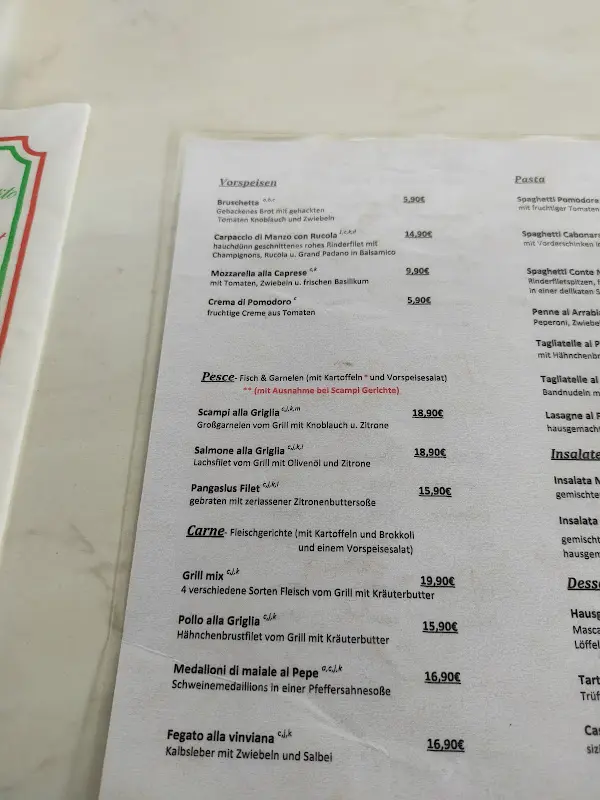 Vorspeisen
Bruschetta 5,90€
Gebackenes Brot mit gehackten
Tomaten Knoblauch und Zwiebeln
Carpaccio di Manzo con Rucola 14,90€
hauchdünn geschnittenes rohes Rinderfilet mit
Champignons, Rucola u. Grand Padano in Balsamico
Mozzarella alla Caprese 9,90€
mit Tomaten, Zwiebeln u. frischen Basilikum
Crema di Pomodoro c 5,90€
fruchtige Creme aus Tomaten
Pesce- Fisch & Garnelen (mit Kartoffeln * und Vorspeisesalat)
** (mit Ausnahme bei Scampi Gerichte)
Scampi alla Griglia c,j,k,m 18,90€
Großgarnelen vom Grill mit Knoblauch u. Zitrone
Salmone alla Griglia c,j,k,l 18,90€
Lachsfilet vom Grill mit Olivenöl und Zitrone
Pangasius Filet c,j,k,l 15,90€
gebraten mit zerlassener Zitronenbuttersoße
Carne- Fleischgerichte (mit Kartoffeln und Brokkoli
und einem Vorspeisesalat)
Grill mix c,j,k 19,90€
4 verschiedene Sorten Fleisch vom Grill mit Kräuterbutter
Pollo alla Griglia c,j,k 15,90€
Hähnchenbrustfilet vom Grill mit Kräuterbutter
Medalloni di maiale al Pepe a,c,j,k 16,90€
Schweinemedaillions in einer Pfeffersahnesoße
Fegato alla vinviana c,j,k 16,90€
Kalbsleber mit Zwiebeln und Salbei
Pasta
Spaghetti Pomodoro
mit fruchtiger Tomaten
Spaghetti Cabonar
mit Vorderschinken i
Spaghetti Conte
Rinderfiletspitzen, f
in einer delikaten S
Penne al Arrabi
Peperoni, Zwiebe
Tagliatelle al P
mit Hähnchenbr
Tagliatelle al
Bandnudeln m
Lasagne al F
hausgemach
Insalate
Insalata
gemischte
Insalata
gemischt
hausgem
Dess
Hausg
Masca
Löffel
Tart
Trüf
Cas
sizi